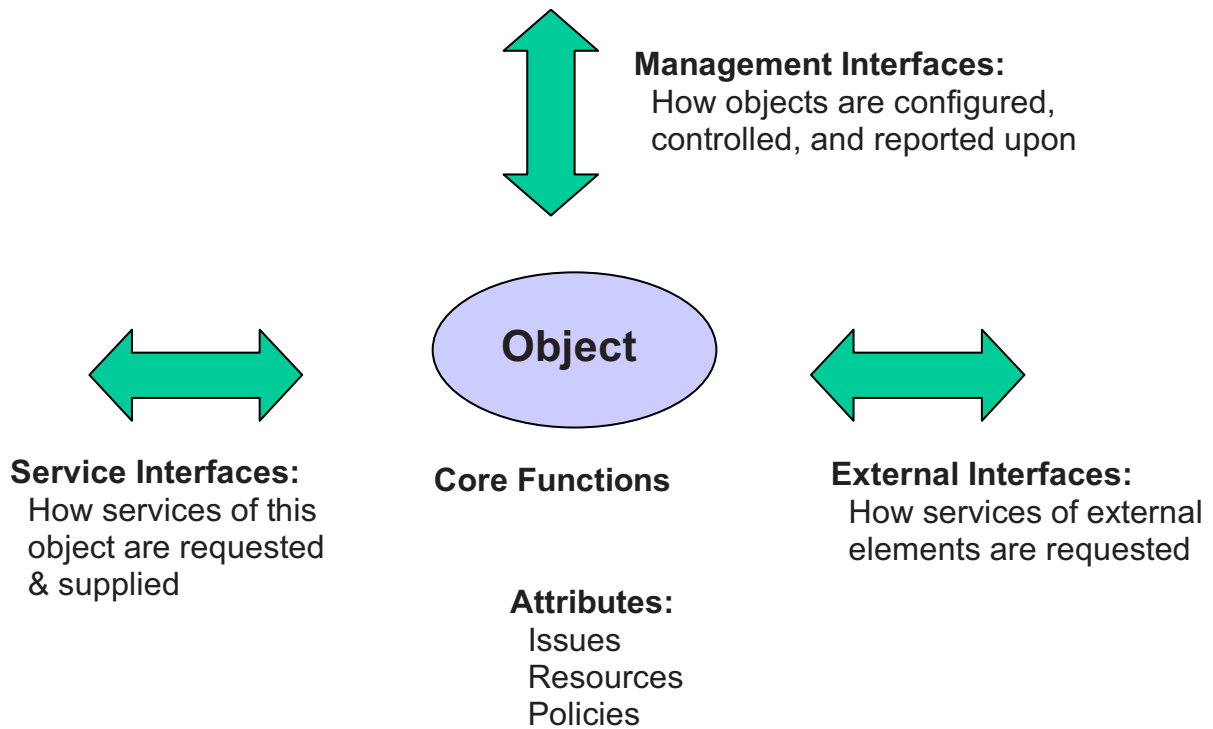 Management Interfaces:
How objects are configured,
controlled, and reported upon
Object
Service Interfaces:
How services of this
object are requested
& supplied
Core Functions
External Interfaces:
How services of external
elements are requested
Attributes:
Issues
Resources
Policies